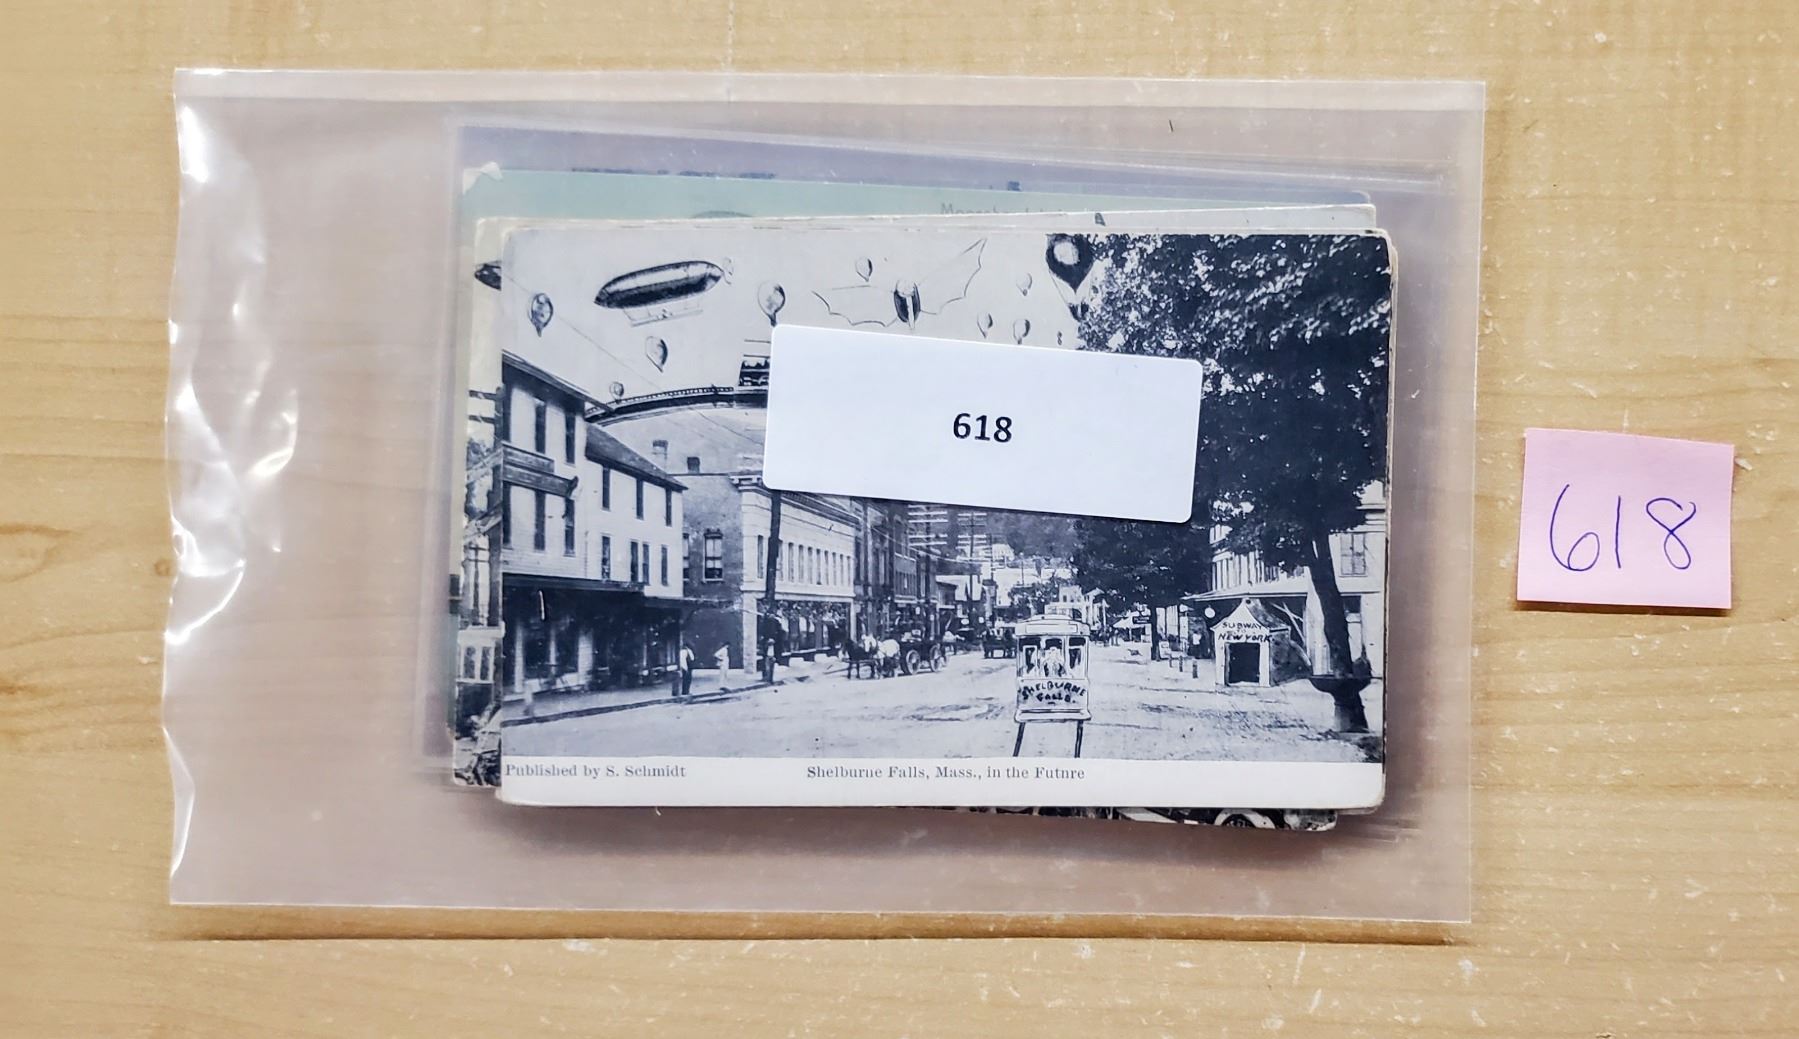 618
SUBWAY
NEW YORK.
SHELBURNE
FALLS.
Published by S. Schmidt
Shelburne Falls, Mass., in the Futnre
618